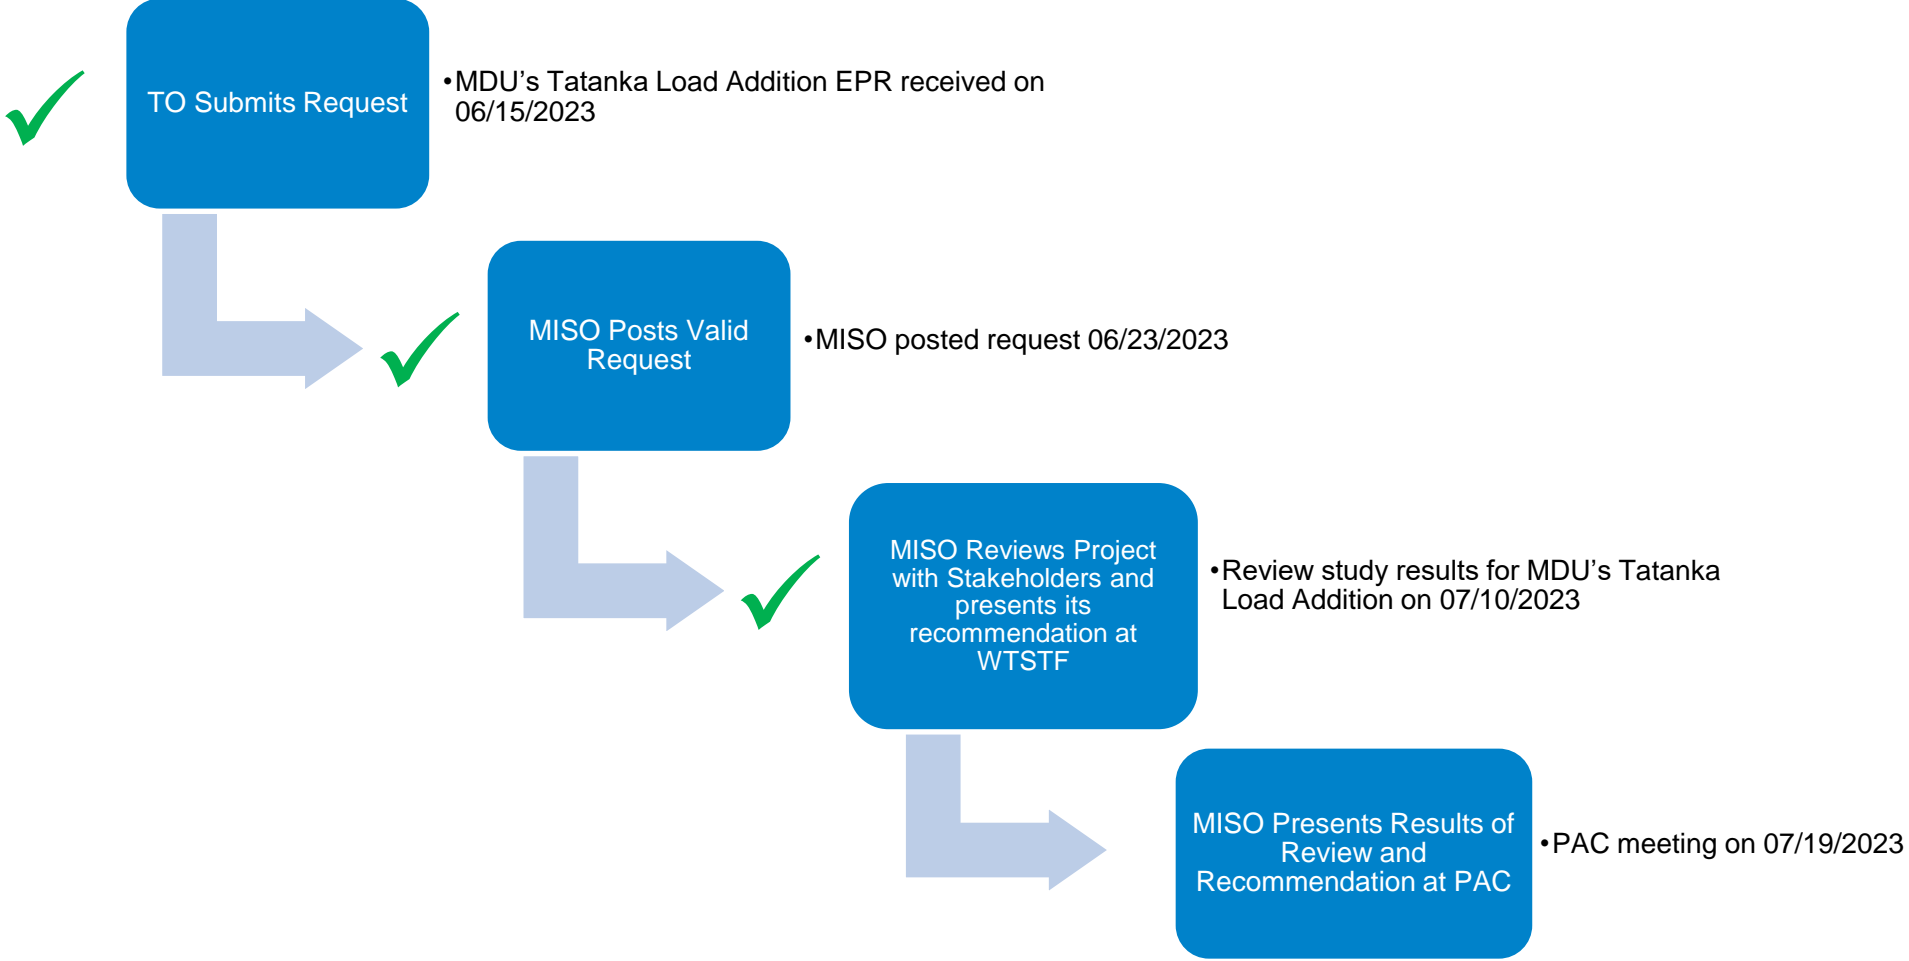 TO Submits Request
•MDU’s Tatanka Load Addition EPR received on
06/15/2023
MISO Posts Valid
Request
•MISO posted request 06/23/2023
MISO Reviews Project
with Stakeholders and
presents its
recommendation at
WTSTF
•Review study results for MDU’s Tatanka
Load Addition on 07/10/2023
MISO Presents Results of
Review and
Recommendation at PAC
•PAC meeting on 07/19/2023